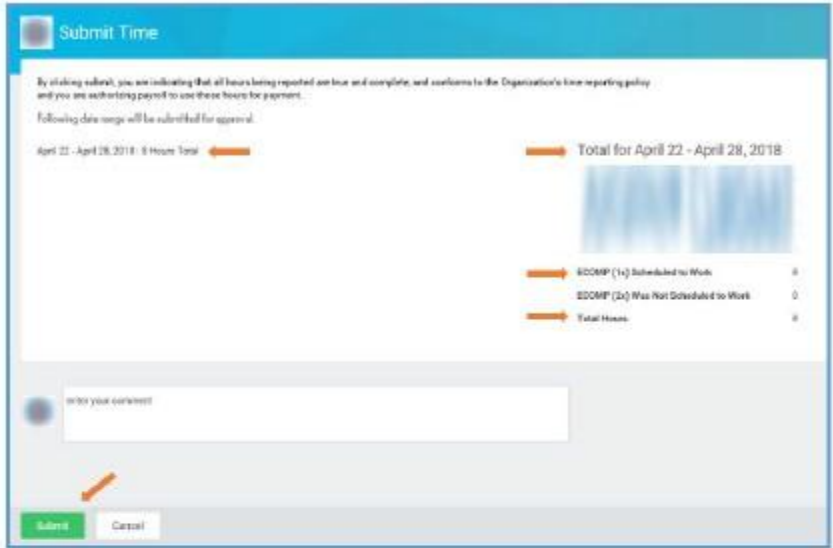 Submit Time
By clicking submit, you are indicating that all hours being reported are true and complete, and conforms to the Organization's time reporting policy
and you are authorizing payroll to use these hours for payment.
Following date range will be submitted for approval.
April 22 - April 28, 2018: 8 Hours Total
Total for April 22 - April 28, 2018
ECOMP (1x) Scheduled to Work 8
ECOMP (2x) Was Not Scheduled to Work 0
Total Hours 8
enter your comment
Submit
Cancel